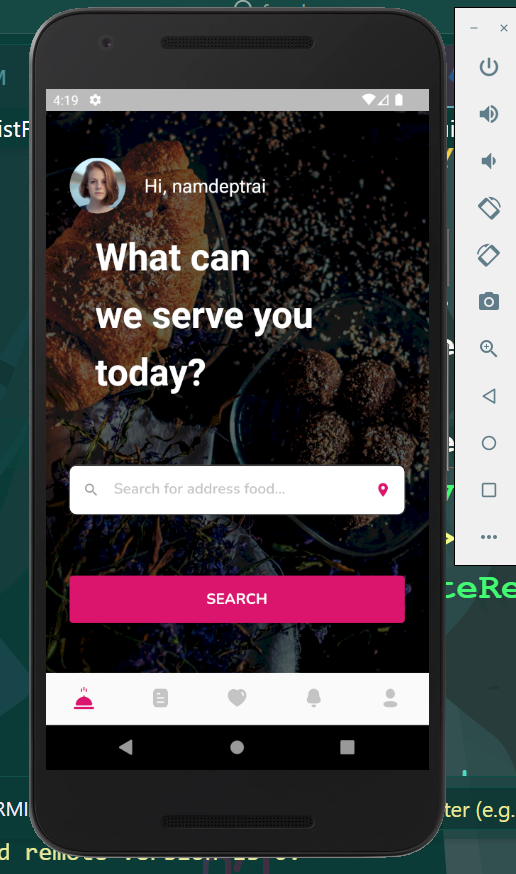 4:19
Hi, namdeptrai
What can
we serve you
today?
Search for address food...
SEARCH
teRe
RMI
ter (e.g.
d remote version is 0.